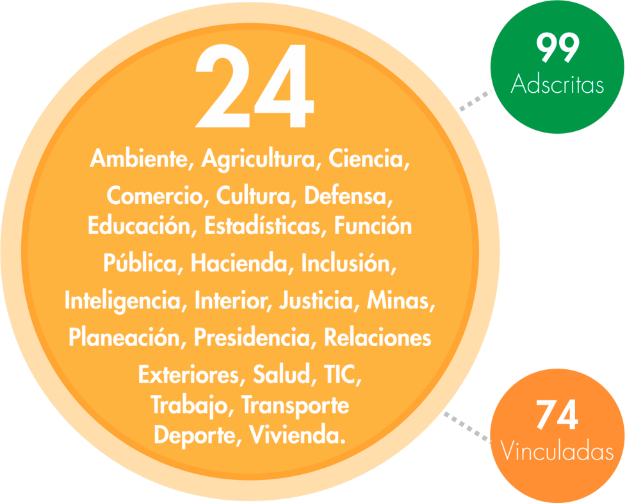 24
Ambiente, Agricultura, Ciencia,
Comercio, Cultura, Defensa,
Educación, Estadísticas, Función
Pública, Hacienda, Inclusión,
Inteligencia, Interior, Justicia, Minas,
Planeación, Presidencia, Relaciones
Exteriores, Salud, TIC,
Trabajo, Transporte
Deporte, Vivienda.
99
Adscritas
74
Vinculadas